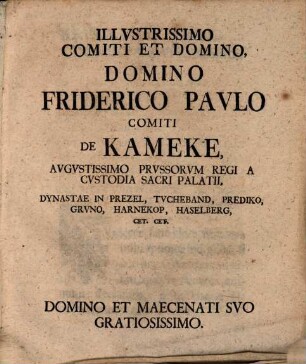 ILLVSTRISSIMO
COMITI ET DOMINO,
DOMINO
FRIDERICO PAVLO
COMITI
DE KAMEKE,
AVGVSTISSIMO PRVSSORVM REGI A
CVSTODIA SACRI PALATII,
DYNASTAE IN PREZEL, TVCHEBAND, PREDIKO,
GRVNO, HARNEKOP, HASELBERG,
CET. CET.
DOMINO ET MAECENATI SVO
GRATIOSISSIMO.